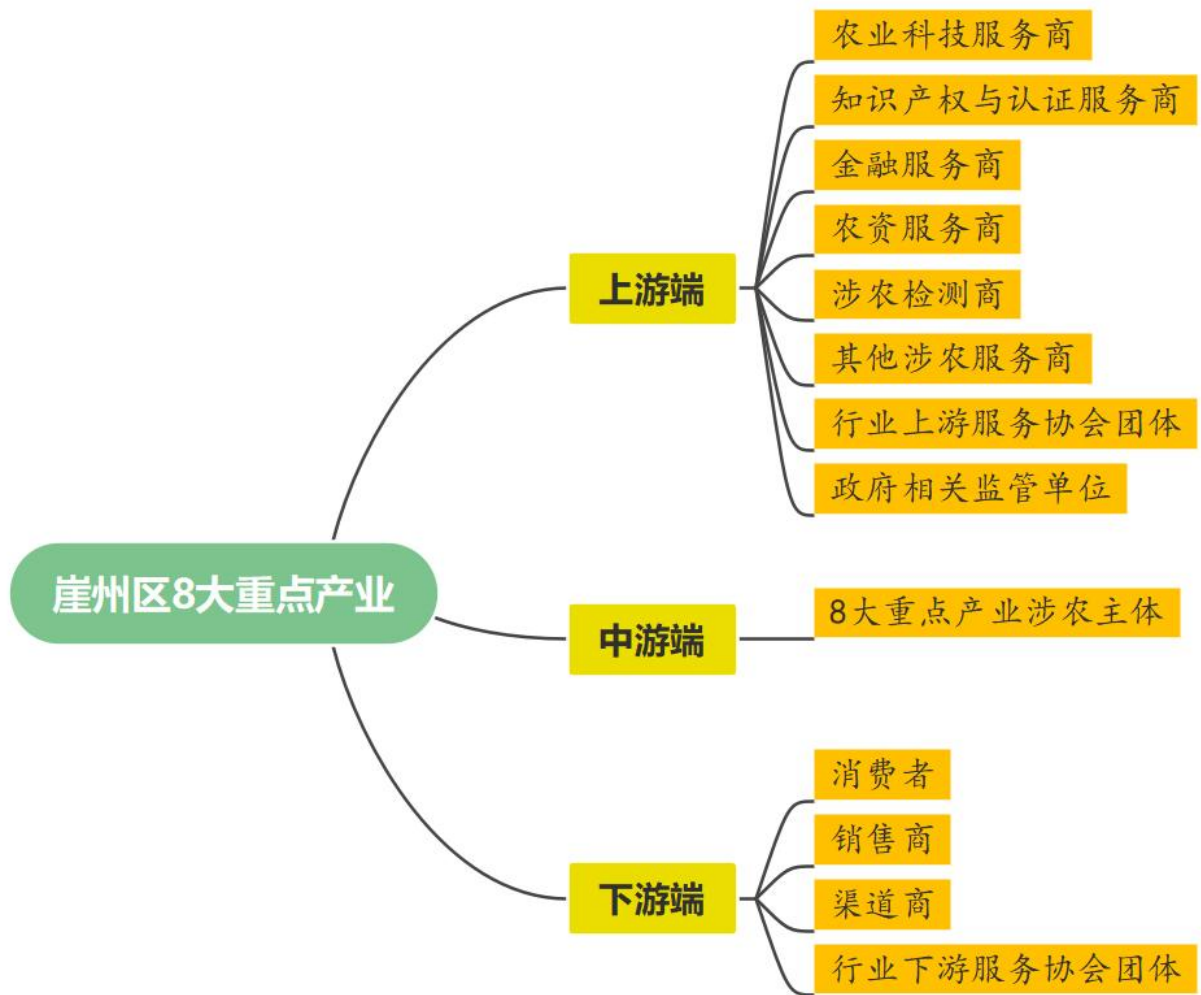 崖州区8大重点产业
上游端
农业科技服务商
知识产权与认证服务商
金融服务商
农资服务商
涉农检测商
其他涉农服务商
行业上游服务协会团体
政府相关监管单位
中游端
8大重点产业涉农主体
下游端
消费者
销售商
渠道商
行业下游服务协会团体